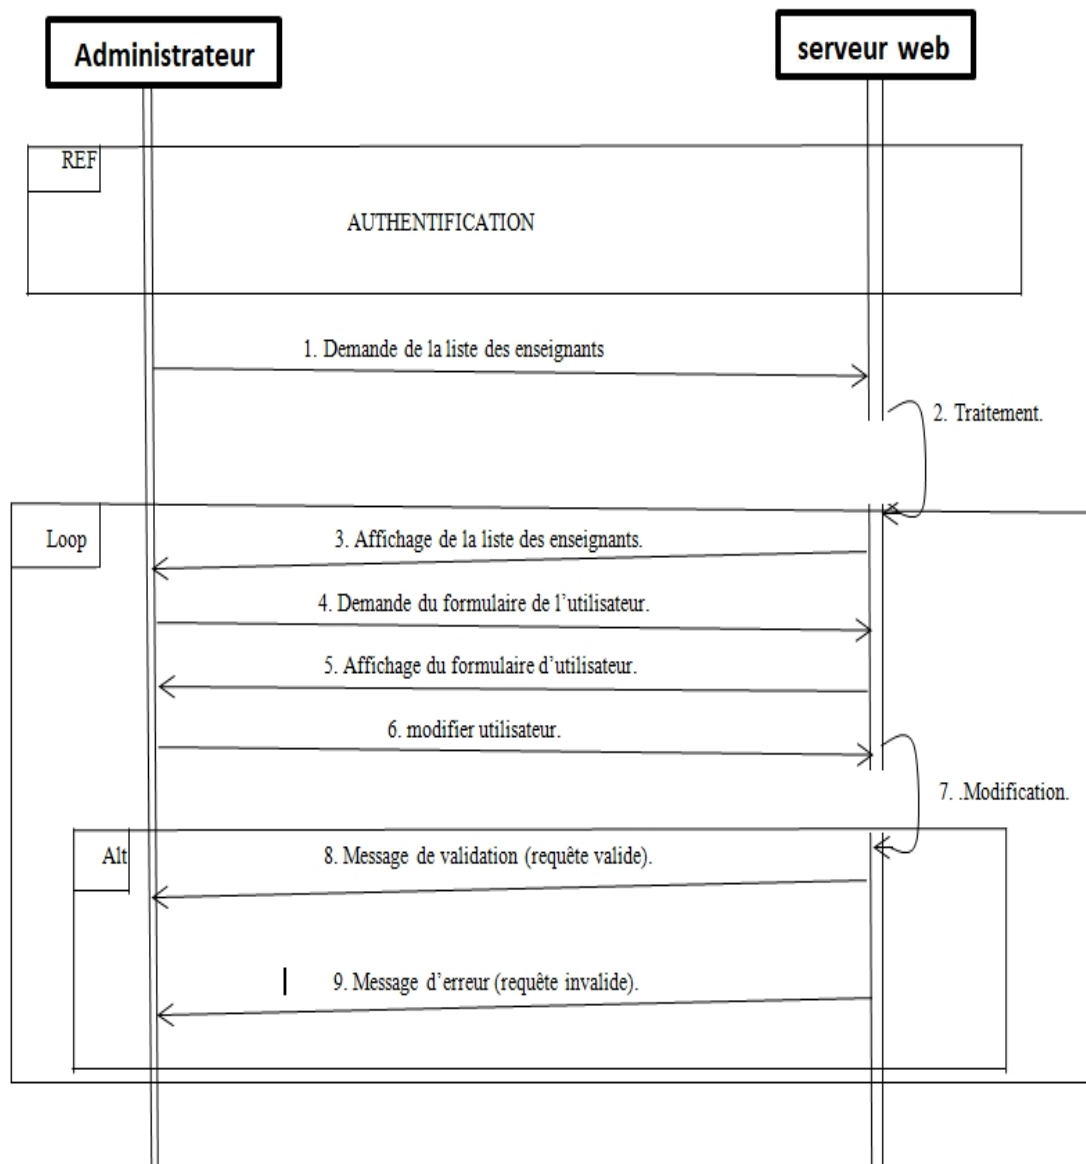 Administrateur
serveur web
REF
AUTHENTIFICATION
1. Demande de la liste des enseignants
2. Traitement.
Loop
3. Affichage de la liste des enseignants.
4. Demande du formulaire de l’utilisateur.
5. Affichage du formulaire d’utilisateur.
6. modifier utilisateur.
7. .Modification.
Alt
8. Message de validation (requête valide).
9. Message d’erreur (requête invalide).